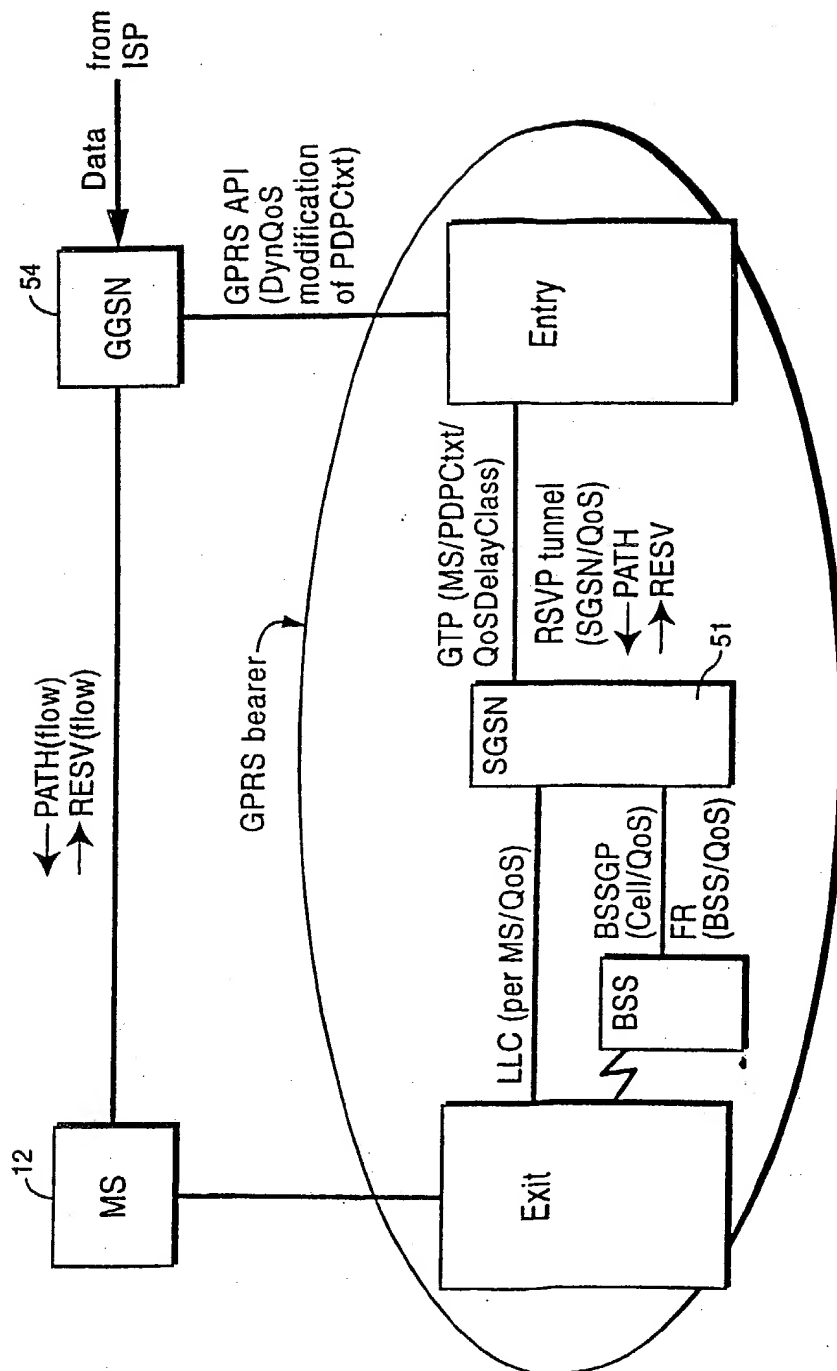 12
MS
←PATH(flow)
→RESV(flow)
54
GGSN
Data
from
ISP
GPRS API
(DynQoS
modification
of PDPCtxt)
GPRS bearer
Exit
LLC (per MS/QoS)
BSS
BSSGP
(Cell/QoS)
FR
(BSS/QoS)
SGSN
51
GTP (MS/PDPCtxt/
QoSDelayClass)
RSVP tunnel
(SGSN/QoS)
←PATH
→RESV
Entry